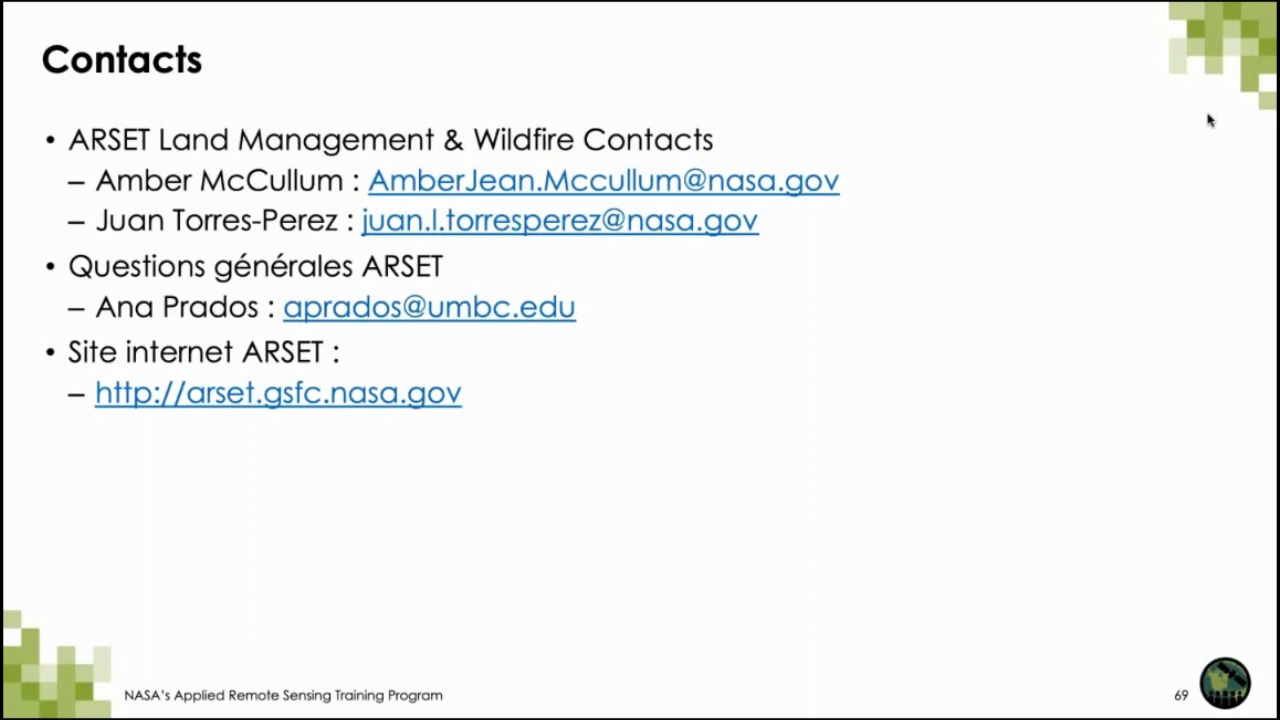 Contacts
• ARSET Land Management & Wildfire Contacts
– Amber McCullum : AmberJean.Mccullum@nasa.gov
– Juan Torres-Perez : juan.l.torresperez@nasa.gov
• Questions générales ARSET
– Ana Prados : aprados@umbc.edu
• Site internet ARSET :
– http://arset.gsfc.nasa.gov
NASA's Applied Remote Sensing Training Program
69